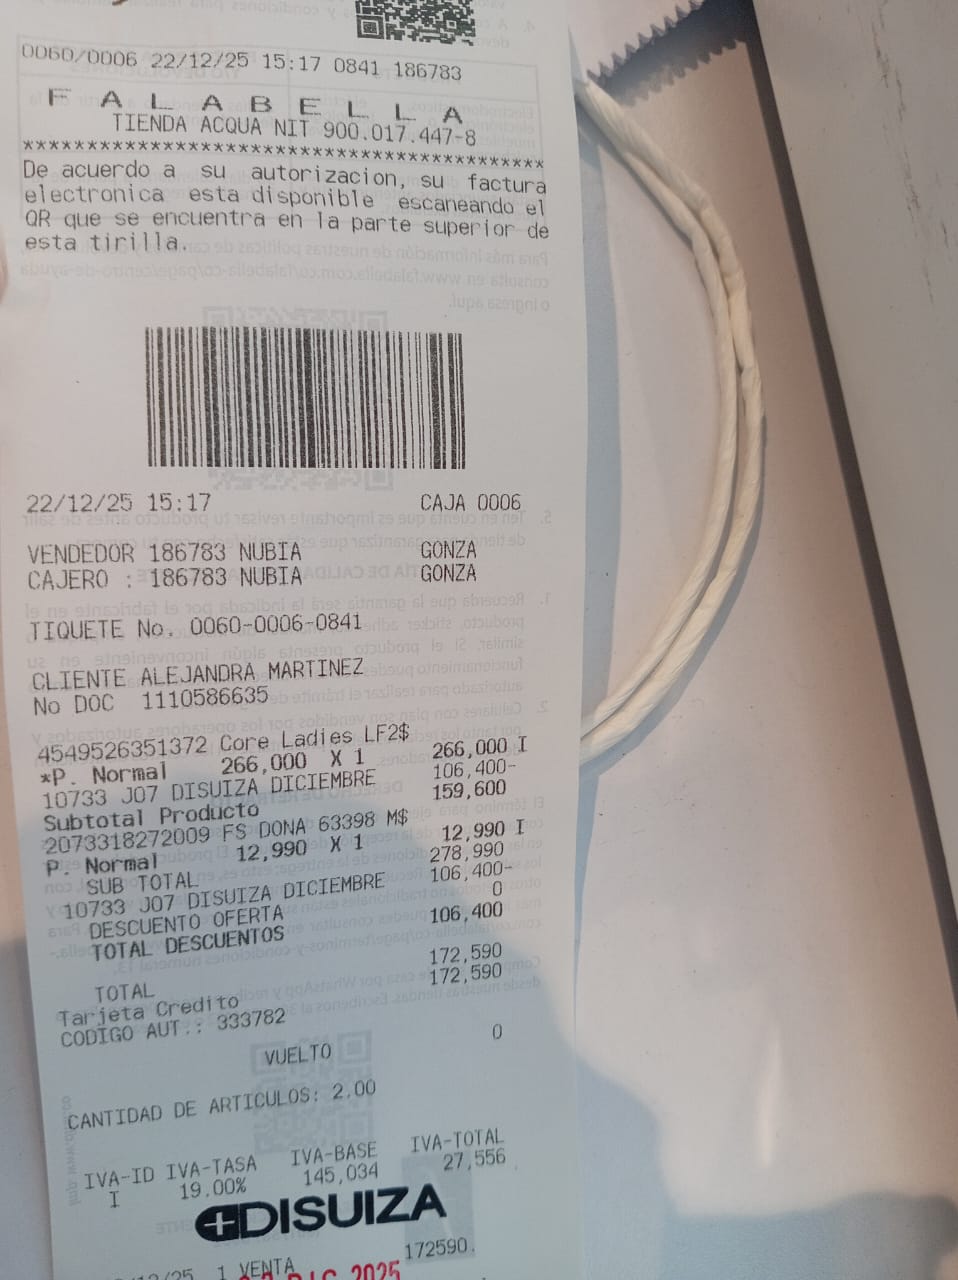 0060/0006 22/12/25 15:17 0841 186783
F A L A B E L L A
TIENDA ACQUA NIT 900.017.447-8
****************************************
De acuerdo a su autorizacion, su factura
electronica esta disponible escaneando el
QR que se encuentra en la parte superior de
esta tirilla.
22/12/25 15:17 CAJA 0006
VENDEDOR 186783 NUBIA GONZA
CAJERO : 186783 NUBIA GONZA
TIQUETE No. 0060-0006-0841
CLIENTE ALEJANDRA MARTINEZ
No DOC 1110586635
4549526351372 Core Ladies LF2$
*P. Normal 266,000 X 1 266,000 I
10733 J07 DISUIZA DICIEMBRE 106,400-
Subtotal Producto 159,600
2073318272009 FS DONA 63398 M$
P. Normal 12,990 X 1 12,990 I
SUB TOTAL 278,990
10733 J07 DISUIZA DICIEMBRE 106,400-
DESCUENTO OFERTA 0
TOTAL DESCUENTOS 106,400
TOTAL 172,590
Tarjeta Credito 172,590
CODIGO AUT.: 333782
VUELTO 0
CANTIDAD DE ARTICULOS: 2.00
IVA-ID IVA-TASA IVA-BASE IVA-TOTAL
I 19.00% 145,034 27,556
DISUIZA
172590.
1 VENTA
2025